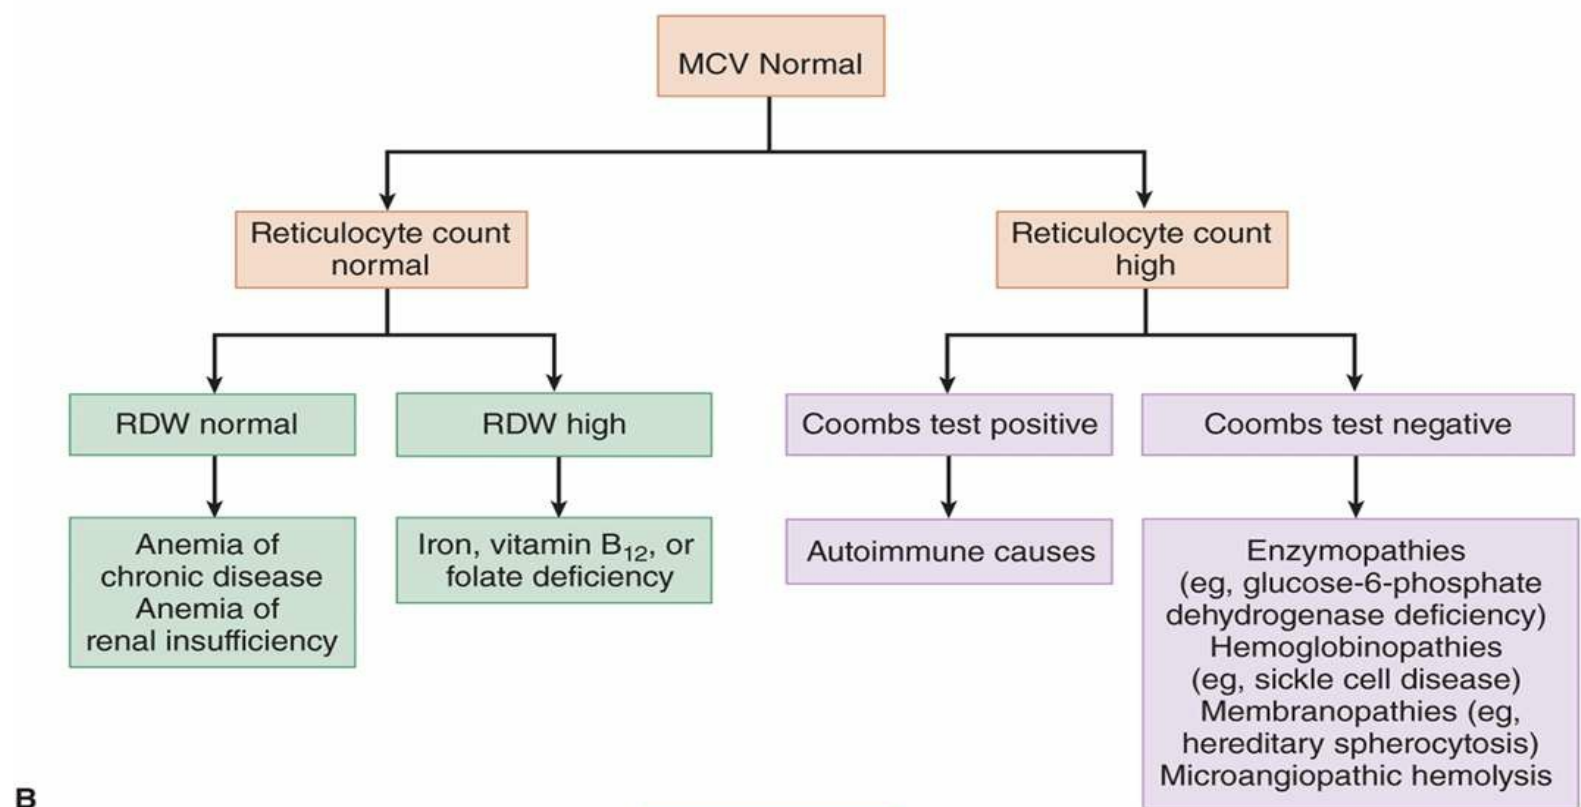 MCV Normal
Reticulocyte count
normal
Reticulocyte count
high
RDW normal
RDW high
Coombs test positive
Coombs test negative
Anemia of
chronic disease
Anemia of
renal insufficiency
Iron, vitamin B₁₂, or
folate deficiency
Autoimmune causes
Enzymopathies
(eg, glucose-6-phosphate
dehydrogenase deficiency)
Hemoglobinopathies
(eg, sickle cell disease)
Membranopathies (eg,
hereditary spherocytosis)
Microangiopathic hemolysis
B